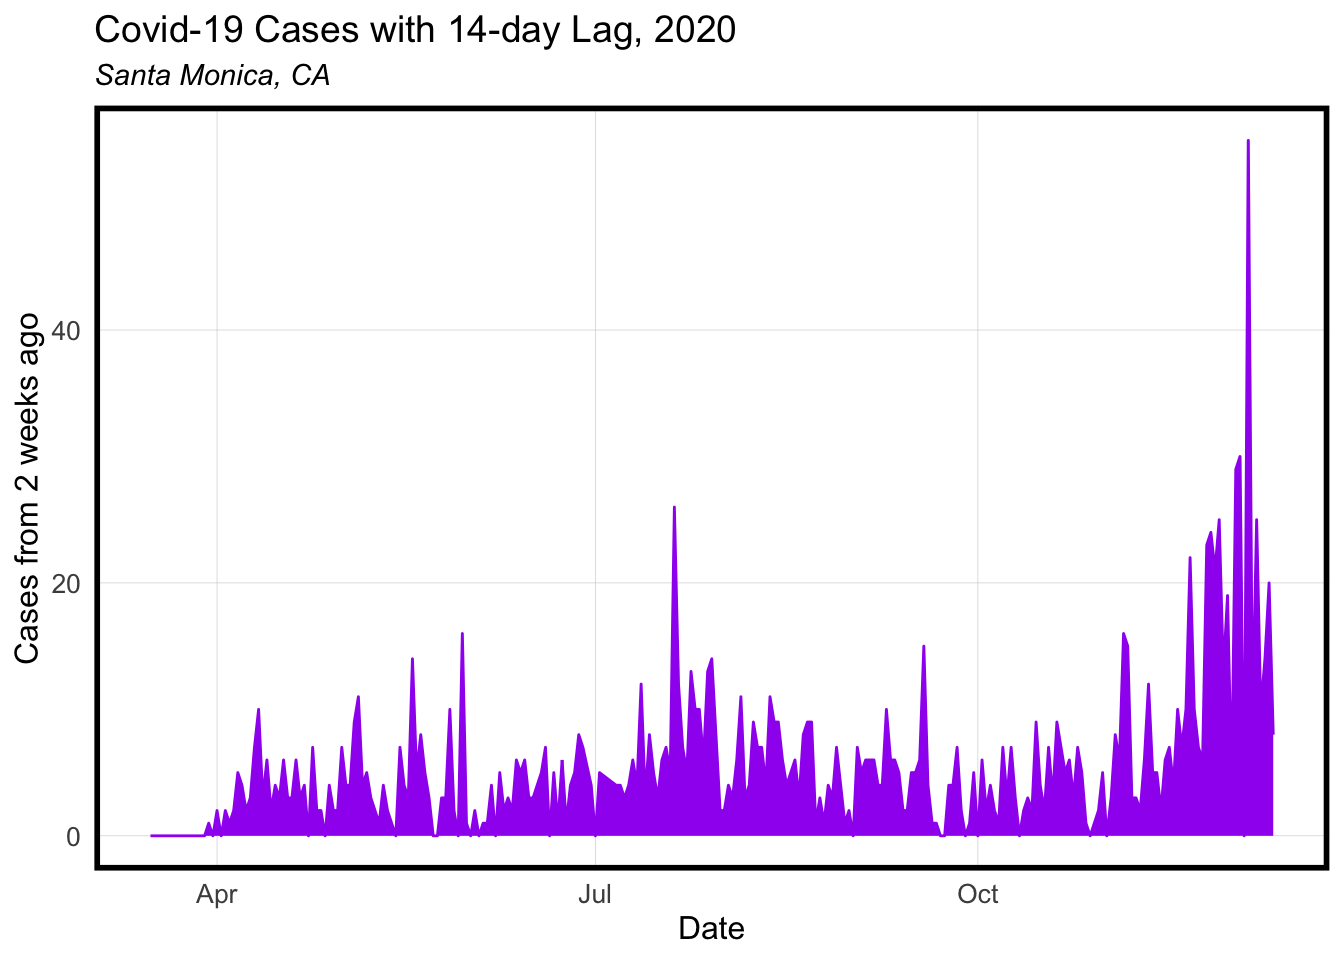 Covid-19 Cases with 14-day Lag, 2020
Santa Monica, CA
Cases from 2 weeks ago
40
20
0
Apr
Jul
Oct
Date